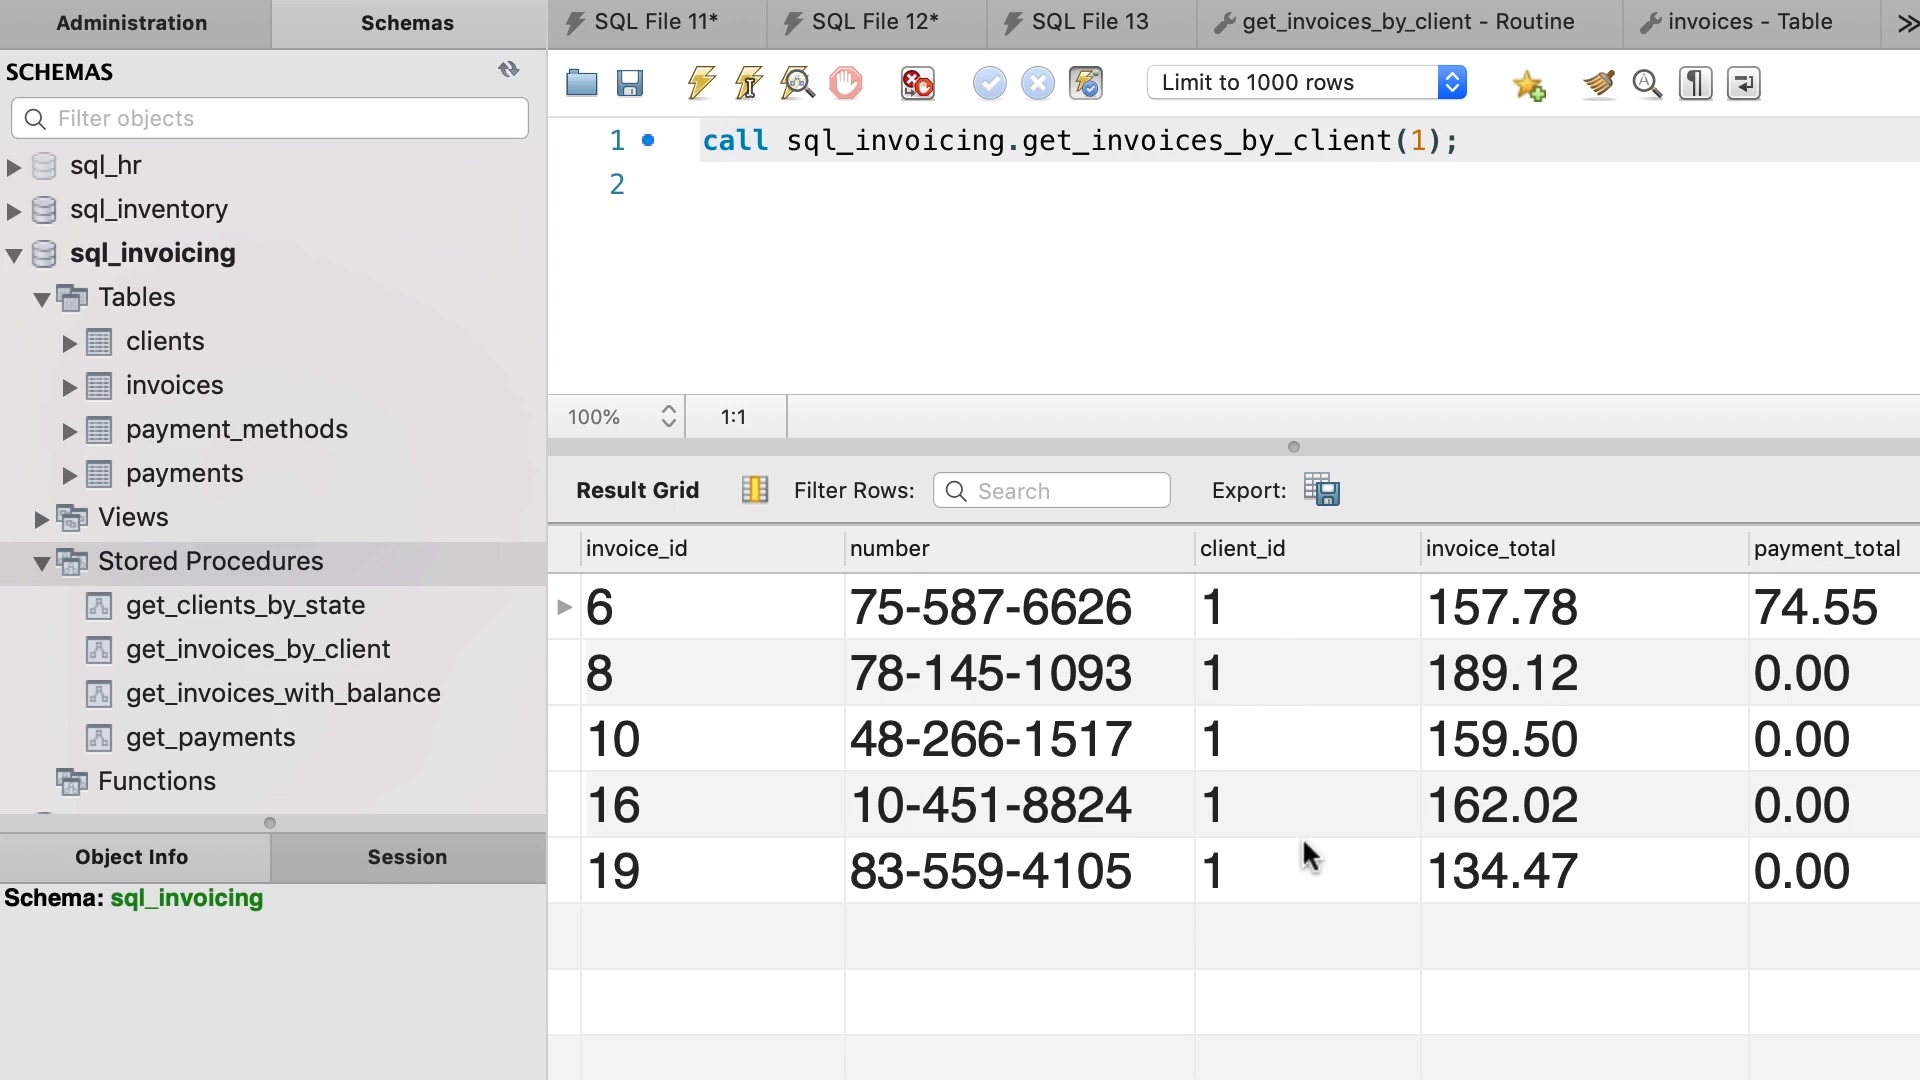 Administration
Schemas
SQL File 11*
SQL File 12*
SQL File 13
get_invoices_by_client - Routine
invoices - Table
SCHEMAS
Filter objects
Limit to 1000 rows
1
call sql_invoicing.get_invoices_by_client(1);
2
sql_hr
sql_inventory
sql_invoicing
Tables
clients
invoices
payment_methods
payments
Views
Stored Procedures
get_clients_by_state
get_invoices_by_client
get_invoices_with_balance
get_payments
Functions
Object Info
Session
Schema: sql_invoicing
100%
1:1
Result Grid
Filter Rows:
Search
Export:
invoice_id number client_id invoice_total payment_total
6 75-587-6626 1 157.78 74.55
8 78-145-1093 1 189.12 0.00
10 48-266-1517 1 159.50 0.00
16 10-451-8824 1 162.02 0.00
19 83-559-4105 1 134.47 0.00